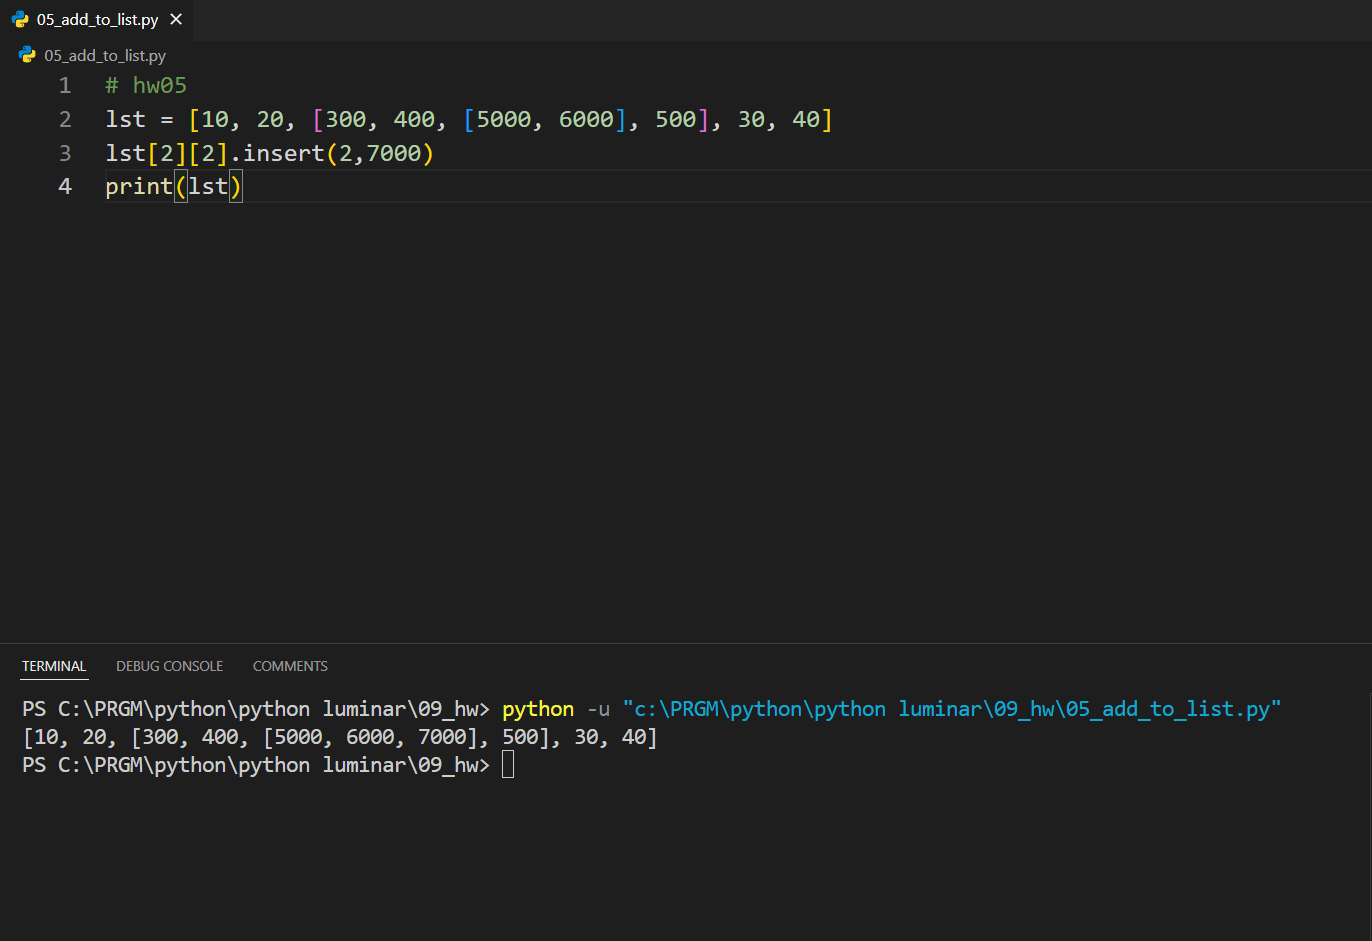 05_add_to_list.py
05_add_to_list.py
1 # hw05
2 lst = [10, 20, [300, 400, [5000, 6000], 500], 30, 40]
3 lst[2][2].insert(2,7000)
4 print(lst)
TERMINAL DEBUG CONSOLE COMMENTS
PS C:\PRGM\python\python luminar\09_hw> python -u "c:\PRGM\python\python luminar\09_hw\05_add_to_list.py"
[10, 20, [300, 400, [5000, 6000, 7000], 500], 30, 40]
PS C:\PRGM\python\python luminar\09_hw>